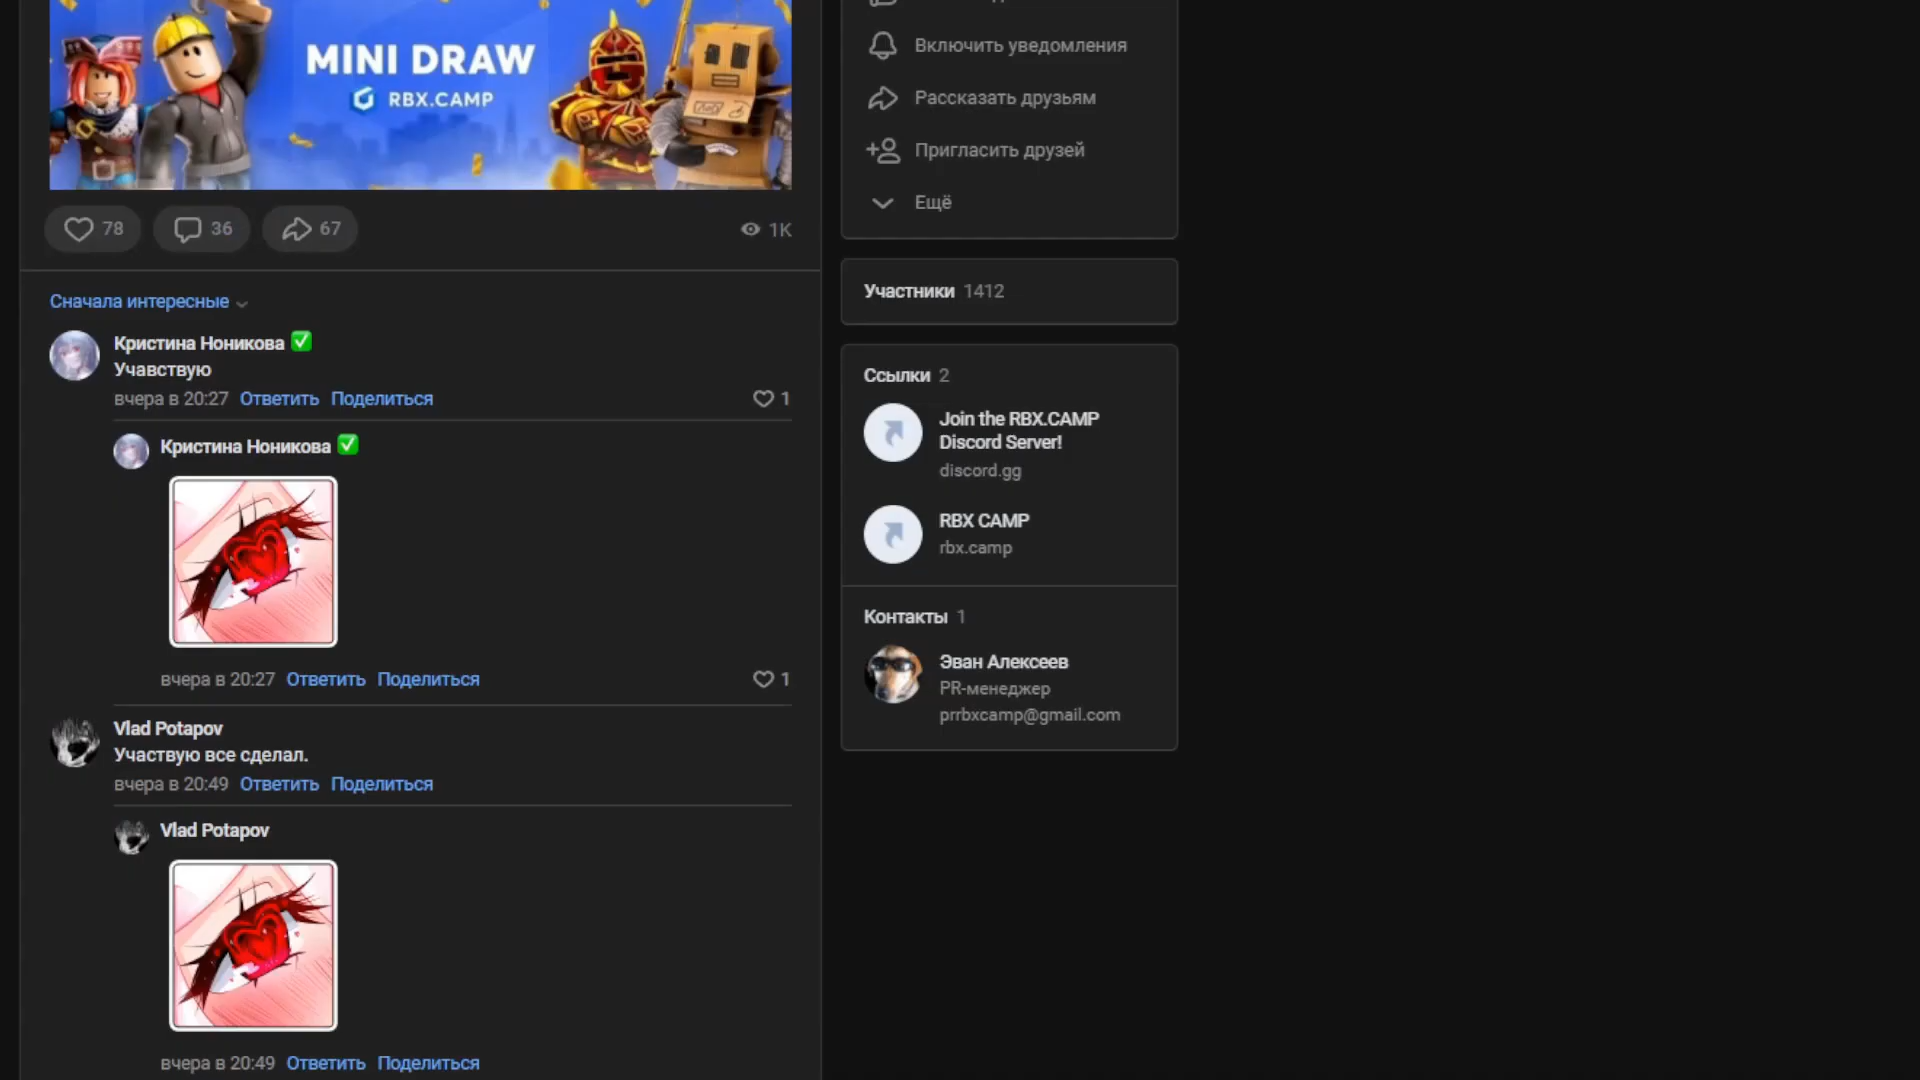 MINI DRAW
RBX.CAMP
78
36
67
1K
Сначала интересные
Кристина Ноникова
Учавствую
вчера в 20:27 Ответить Поделиться
1
Кристина Ноникова
вчера в 20:27 Ответить Поделиться
1
Vlad Potapov
Участвую все сделал.
вчера в 20:49 Ответить Поделиться
Vlad Potapov
вчера в 20:49 Ответить Поделиться
Включить уведомления
Рассказать друзьям
Пригласить друзей
Ещё
Участники 1412
Ссылки 2
Join the RBX.CAMP
Discord Server!
discord.gg
RBX CAMP
rbx.camp
Контакты 1
Эван Алексеев
PR-менеджер
prrbxcamp@gmail.com